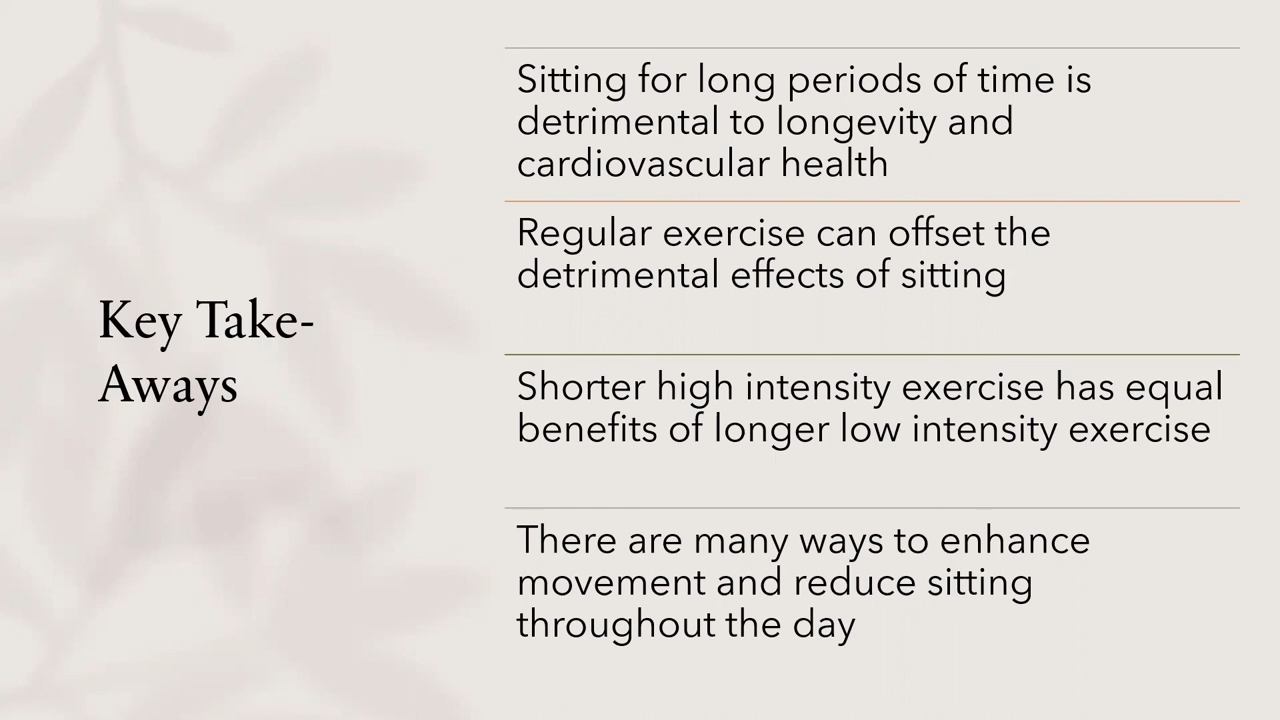 Key Take-
Aways
Sitting for long periods of time is
detrimental to longevity and
cardiovascular health
Regular exercise can offset the
detrimental effects of sitting
Shorter high intensity exercise has equal
benefits of longer low intensity exercise
There are many ways to enhance
movement and reduce sitting
throughout the day